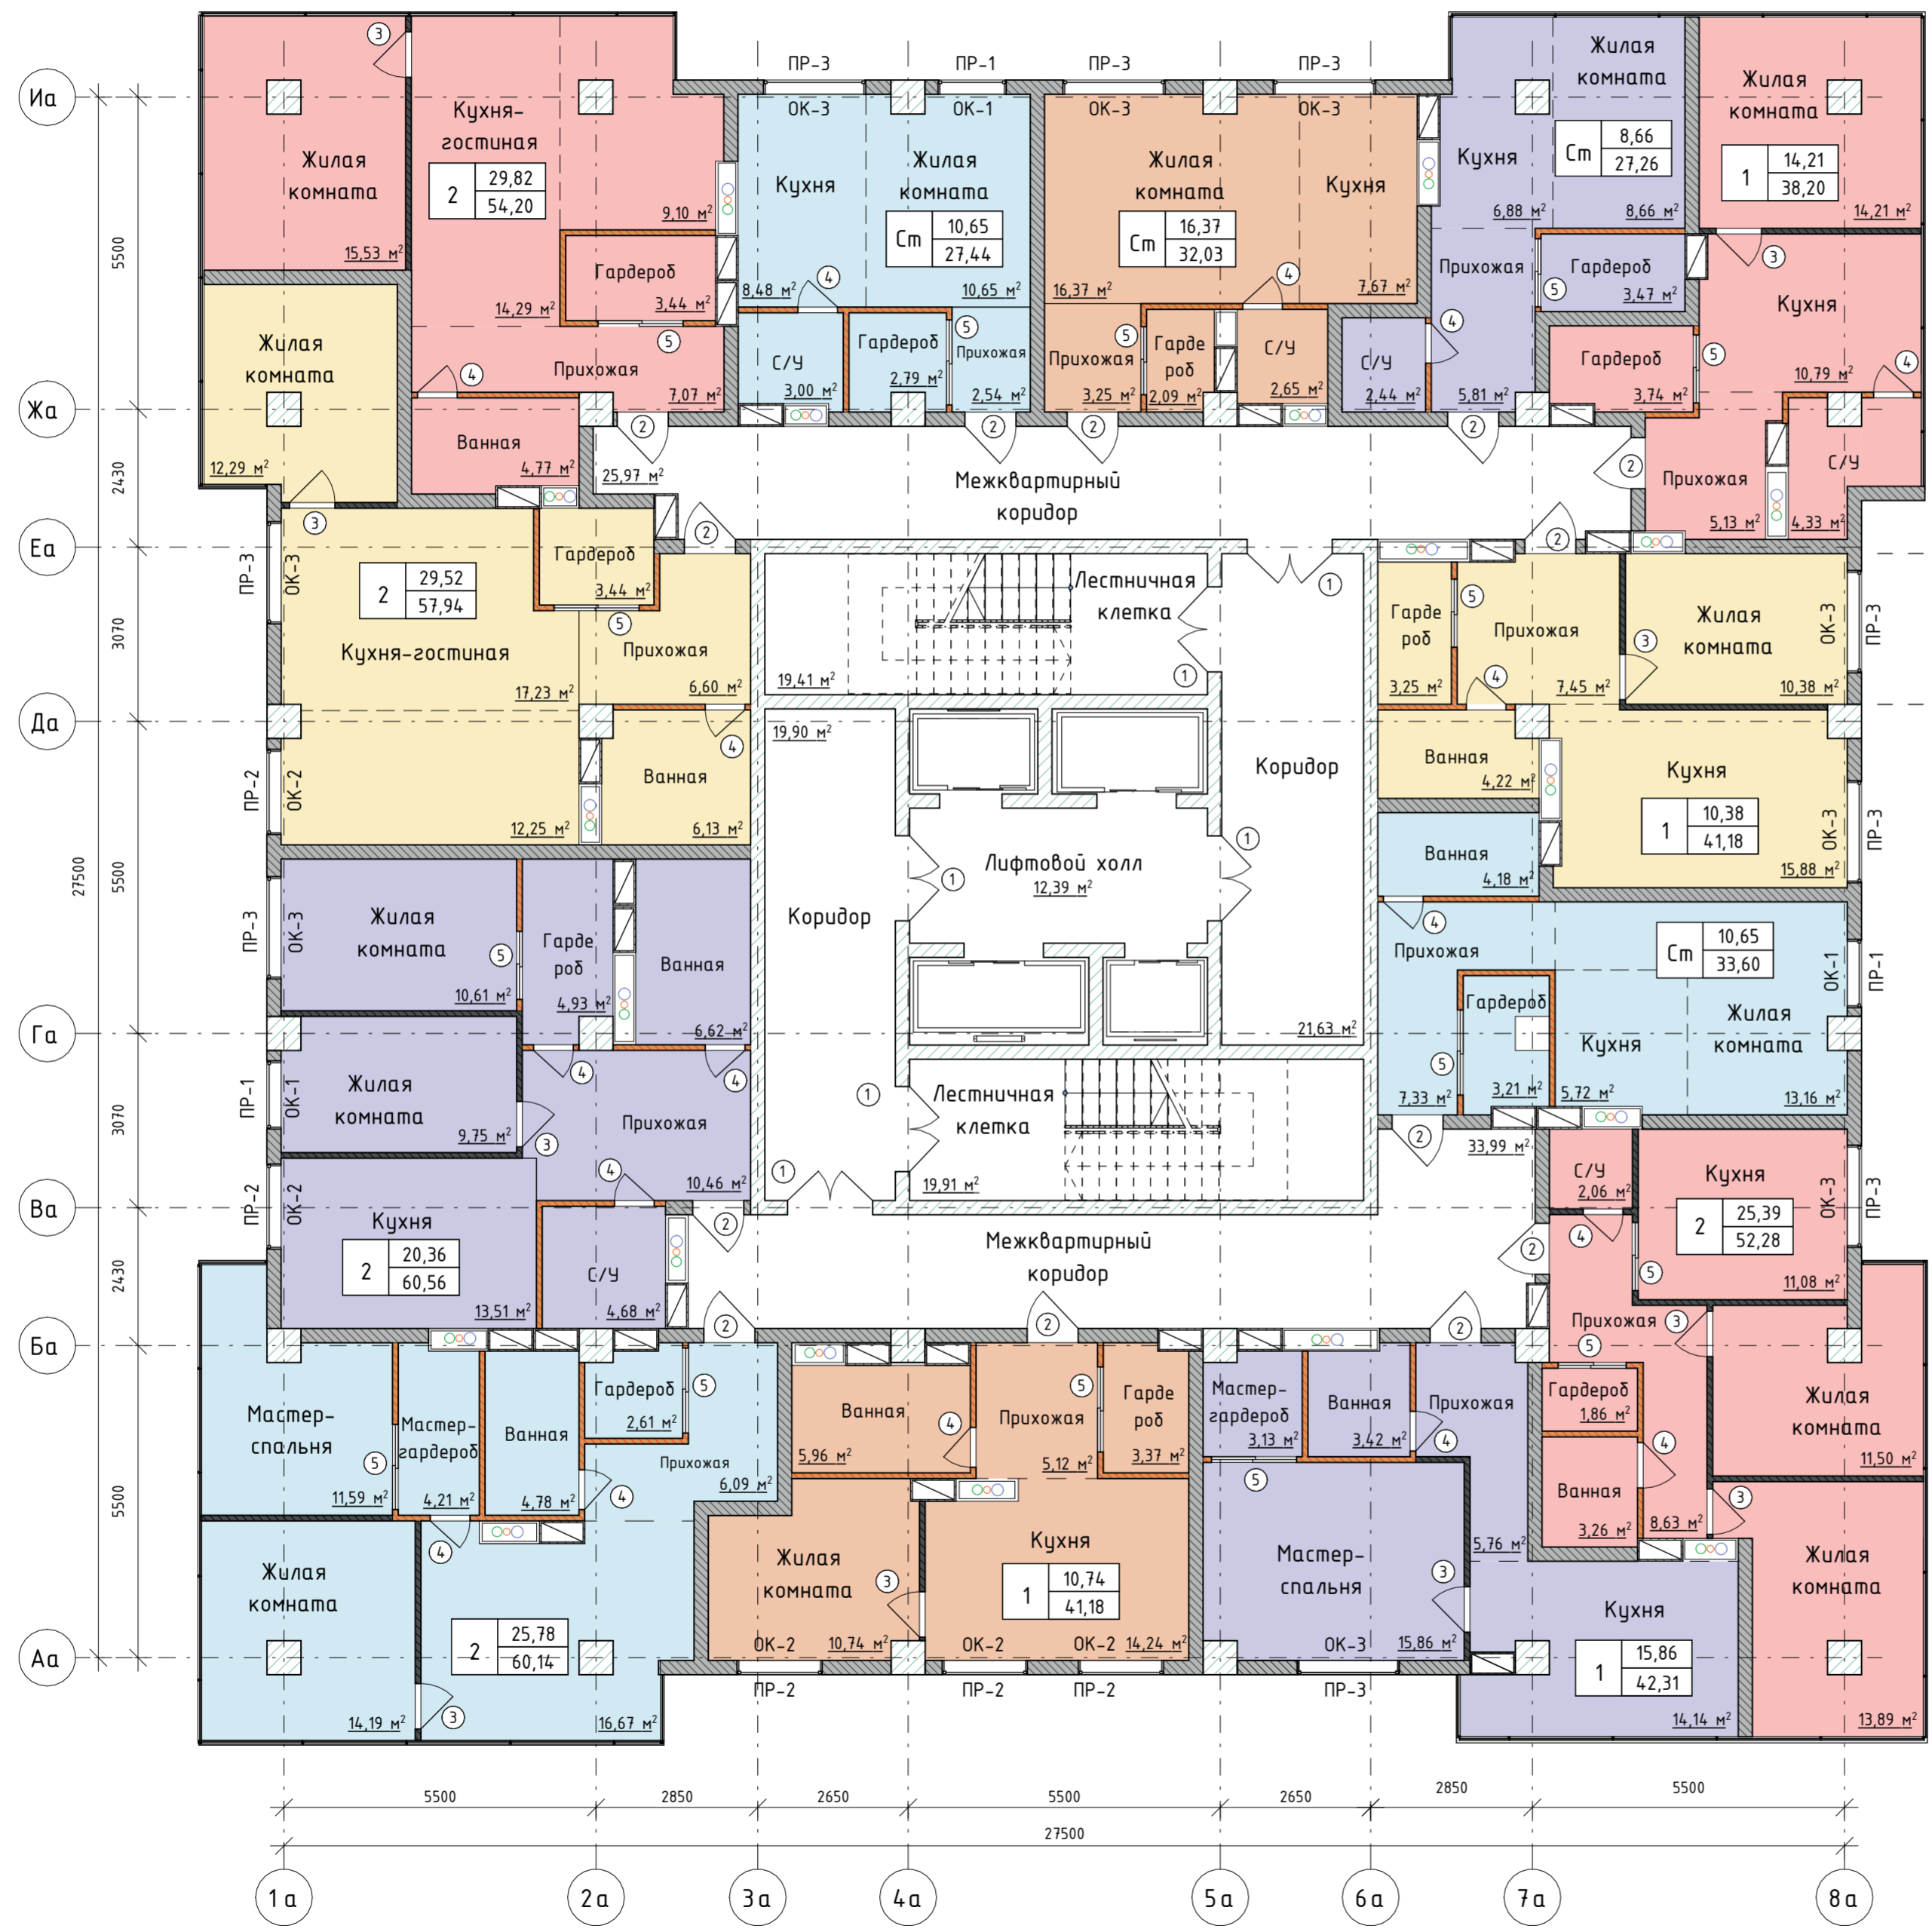 ПР-3
ПР-1
ПР-3
ПР-3
Иа
Жа
Еа
Да
Га
Ва
Ба
Аа
5500
2430
3070
5500
3070
2430
5500
27500
3
Жилая
комната
15,53 м²
Кухня-
гостиная
2
29,82
54,20
9,10 м²
14,29 м²
Гардероб
3,44 м²
5
Прихожая
7,07 м²
4
Ванная
4,77 м²
2
ОК-3
ОК-1
Кухня
Жилая
комната
Ст
10,65
27,44
8,48 м²
4
10,65 м²
С/У
3,00 м²
Гардероб
2,79 м²
5
Прихожая
2,54 м²
2
ОК-3
ОК-3
Жилая
комната
Кухня
Ст
16,37
32,03
16,37 м²
4
7,67 м²
5
Прихожая
3,25 м²
Гарде
роб
2,09 м²
С/У
2,65 м²
2
Жилая
комната
Кухня
Ст
8,66
27,26
6,88 м²
8,66 м²
Прихожая
Гардероб
3,47 м²
5
4
С/У
2,44 м²
5,81 м²
2
Жилая
комната
1
14,21
38,20
14,21 м²
3
Кухня
Гардероб
3,74 м²
5
10,79 м²
4
С/У
4,33 м²
Прихожая
5,13 м²
2
Жилая
комната
12,29 м²
3
ПР-3
ОК-3
2
29,52
57,94
Гардероб
3,44 м²
5
Кухня-гостиная
17,23 м²
Прихожая
6,60 м²
2
4
Ванная
6,13 м²
12,25 м²
ПР-2
ОК-2
25,97 м²
Межквартирный
коридор
Лестничная
клетка
19,41 м²
1
1
19,90 м²
Коридор
Коридор
21,63 м²
Лифтовой холл
12,39 м²
1
1
1
1
Лестничная
клетка
19,91 м²
Межквартирный
коридор
33,99 м²
2
Гарде
роб
3,25 м²
5
Прихожая
7,45 м²
4
3
Жилая
комната
10,38 м²
ОК-3
ПР-3
Ванная
4,22 м²
Кухня
1
10,38
41,18
15,88 м²
ОК-3
ПР-3
Ванная
4,18 м²
4
Прихожая
Ст
10,65
33,60
ОК-1
ПР-1
Гардероб
3,21 м²
5
7,33 м²
Кухня
5,72 м²
Жилая
комната
13,16 м²
2
ПР-3
ОК-3
Жилая
комната
10,61 м²
5
Гарде
роб
4,93 м²
Ванная
6,62 м²
4
4
ПР-1
ОК-1
Жилая
комната
9,75 м²
3
Прихожая
10,46 м²
4
2
ПР-2
ОК-2
Кухня
2
20,36
60,56
13,51 м²
С/У
4,68 м²
С/У
2,06 м²
4
2
Кухня
2
25,39
52,28
11,08 м²
ОК-3
ПР-3
5
Прихожая
3
5
Гардероб
1,86 м²
4
Ванная
3,26 м²
8,63 м²
3
Жилая
комната
11,50 м²
Жилая
комната
13,89 м²
Мастер-
спальня
11,59 м²
5
Мастер-
гардероб
4,21 м²
4
Ванная
4,78 м²
4
Гардероб
2,61 м²
5
2
Прихожая
6,09 м²
Жилая
комната
14,19 м²
3
2
25,78
60,14
16,67 м²
Ванная
5,96 м²
4
Прихожая
5,12 м²
5
2
Гарде
роб
3,37 м²
Жилая
комната
10,74 м²
3
Кухня
1
10,74
41,18
14,24 м²
ОК-2
ОК-2
ОК-2
ПР-2
ПР-2
ПР-2
Мастер-
гардероб
3,13 м²
5
Ванная
3,42 м²
4
Прихожая
5,76 м²
2
Мастер-
спальня
3
15,86 м²
ОК-3
ПР-3
Кухня
1
15,86
42,31
14,14 м²
5500
2850
2650
5500
2650
2850
5500
27500
1а
2а
3а
4а
5а
6а
7а
8а